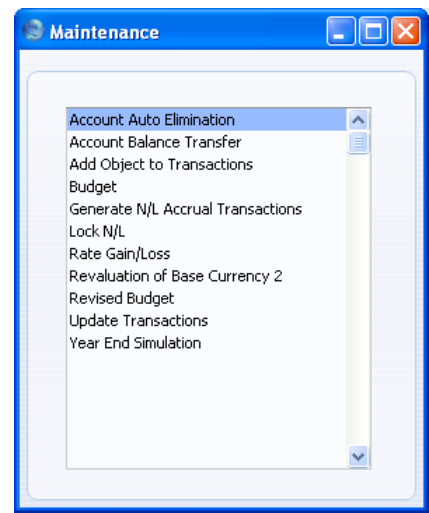 Maintenance
Account Auto Elimination
Account Balance Transfer
Add Object to Transactions
Budget
Generate N/L Accrual Transactions
Lock N/L
Rate Gain/Loss
Revaluation of Base Currency 2
Revised Budget
Update Transactions
Year End Simulation